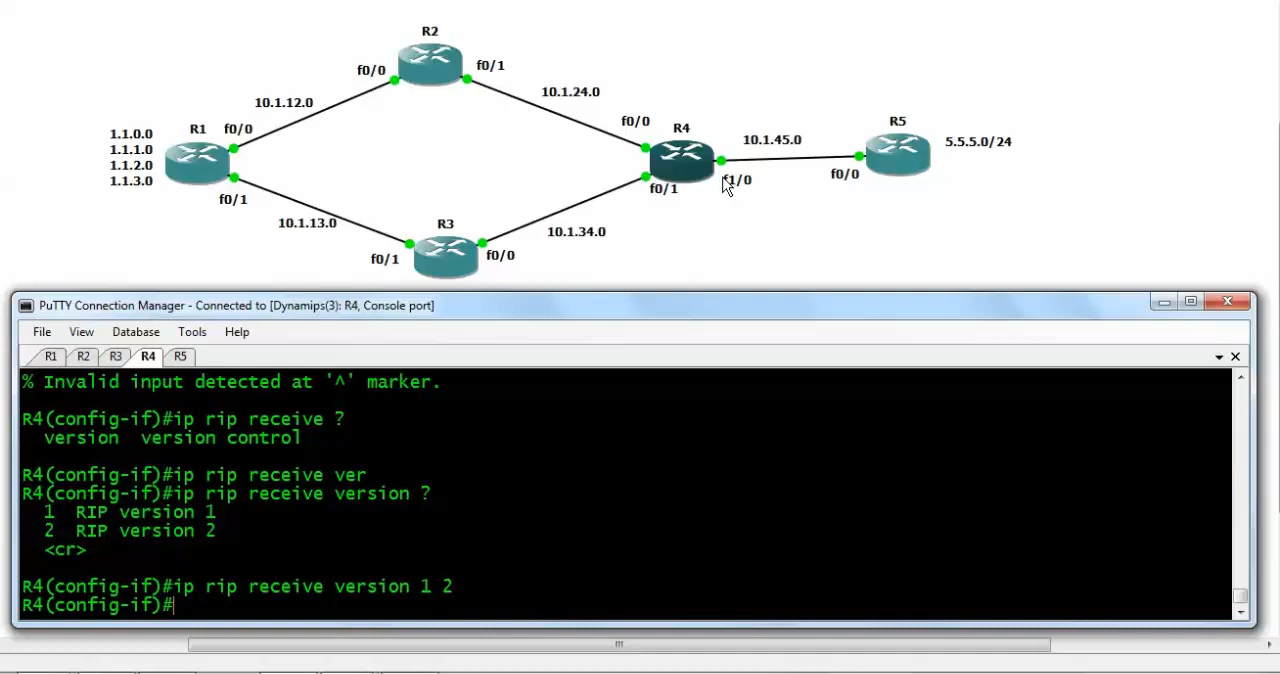 R2
f0/0
f0/1
10.1.12.0
10.1.24.0
1.1.0.0
1.1.1.0
1.1.2.0
1.1.3.0
R1
f0/0
f0/1
f0/0
R4
f0/1
f1/0
10.1.45.0
R5
f0/0
5.5.5.0/24
10.1.13.0
R3
f0/1
f0/0
10.1.34.0
PuTTY Connection Manager - Connected to [Dynamips(3): R4, Console port]
File View Database Tools Help
R1 R2 R3 R4 R5
% Invalid input detected at '^' marker.
R4(config-if)#ip rip receive ?
version version control
R4(config-if)#ip rip receive ver
R4(config-if)#ip rip receive version ?
1 RIP version 1
2 RIP version 2
<cr>
R4(config-if)#ip rip receive version 1 2
R4(config-if)#